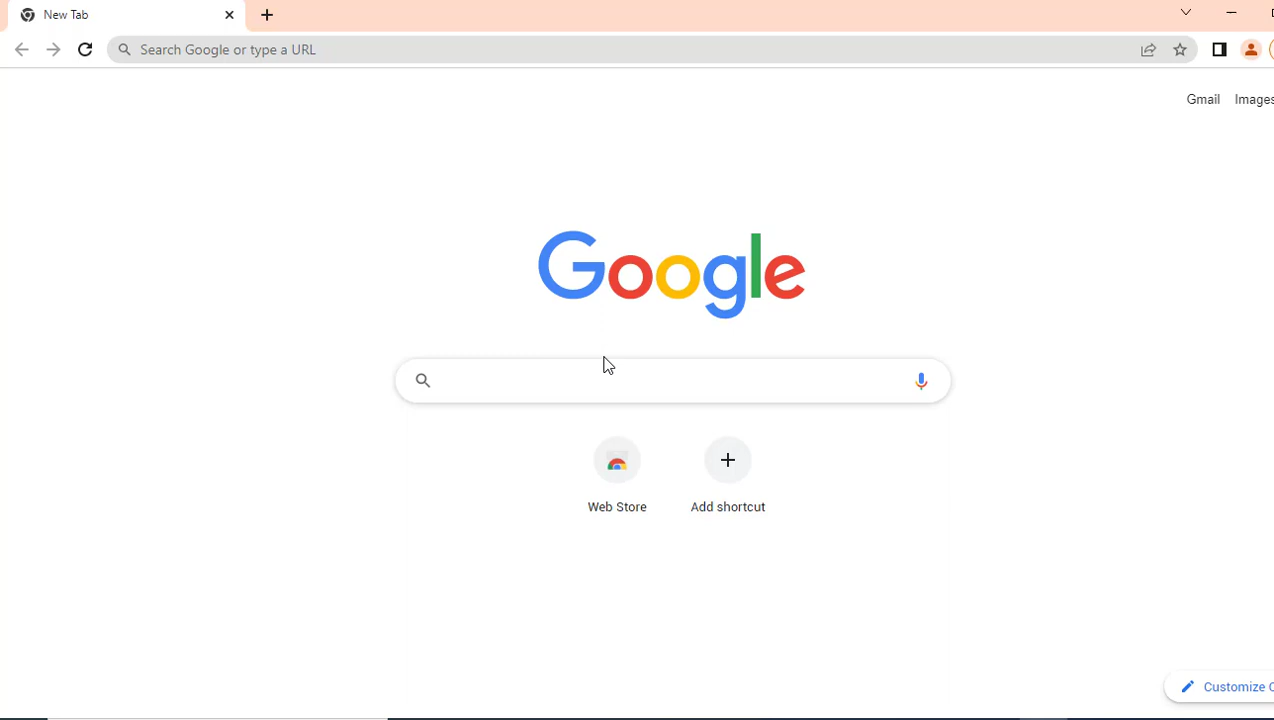 New Tab
Search Google or type a URL
Gmail Images
Google
Web Store Add shortcut
Customize C